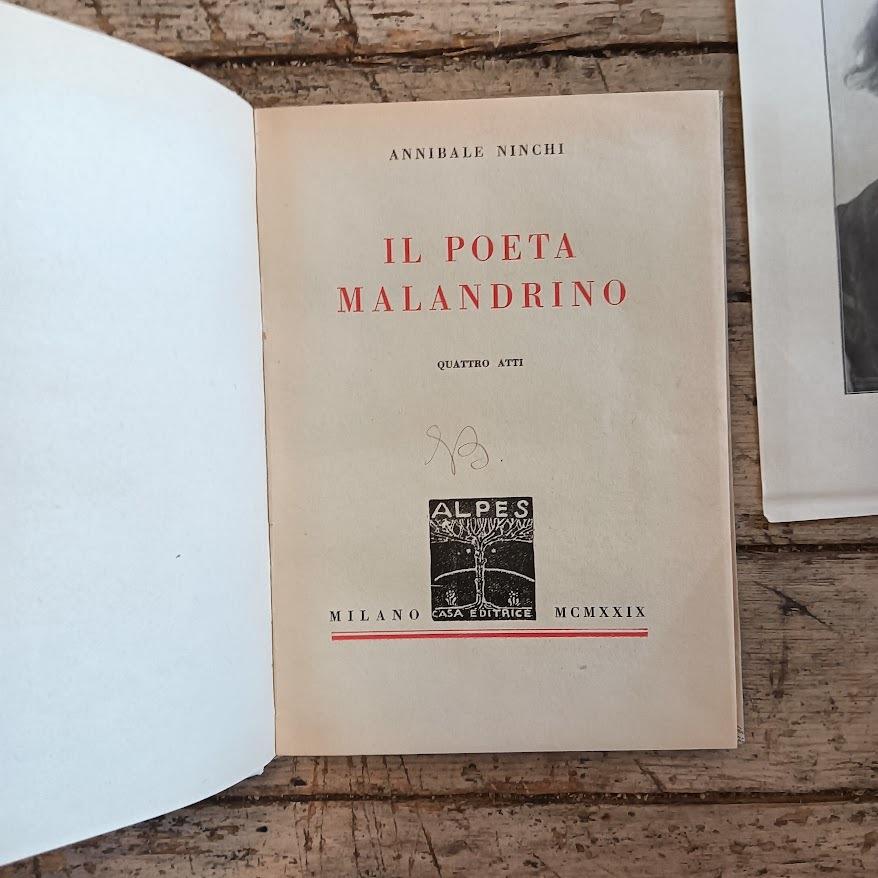 ANNIBALE NINCHI
IL POETA
MALANDRINO
QUATTRO ATTI
ALPES
CASA EDITRICE
MILANO
MCMXXIX